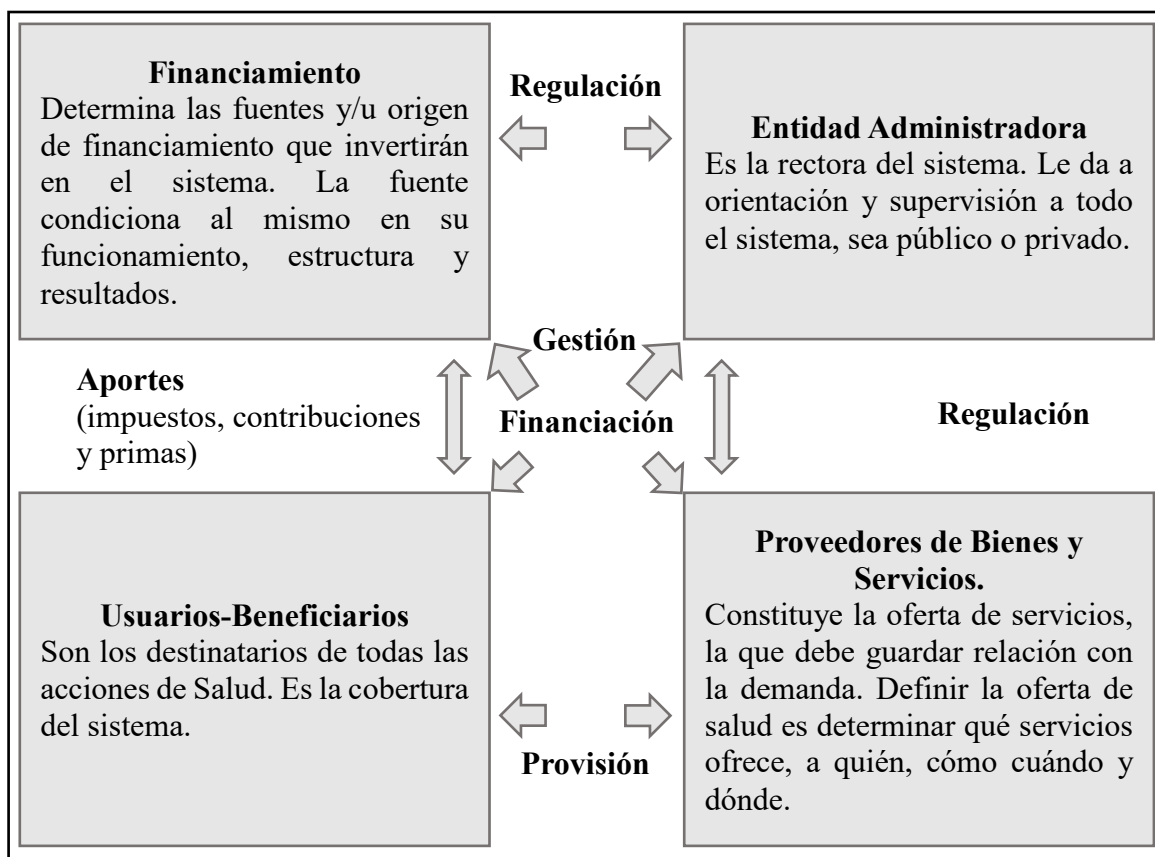 Financiamiento
Determina las fuentes y/u origen
de financiamiento que invertirán
en el sistema. La fuente
condiciona al mismo en su
funcionamiento, estructura y
resultados.
Regulación
Entidad Administradora
Es la rectora del sistema. Le da a
orientación y supervisión a todo
el sistema, sea público o privado.
Gestión
Aportes
(impuestos, contribuciones
y primas)
Financiación
Regulación
Usuarios-Beneficiarios
Son los destinatarios de todas las
acciones de Salud. Es la cobertura
del sistema.
Provisión
Proveedores de Bienes y
Servicios.
Constituye la oferta de servicios,
la que debe guardar relación con
la demanda. Definir la oferta de
salud es determinar qué servicios
ofrece, a quién, cómo cuándo y
dónde.